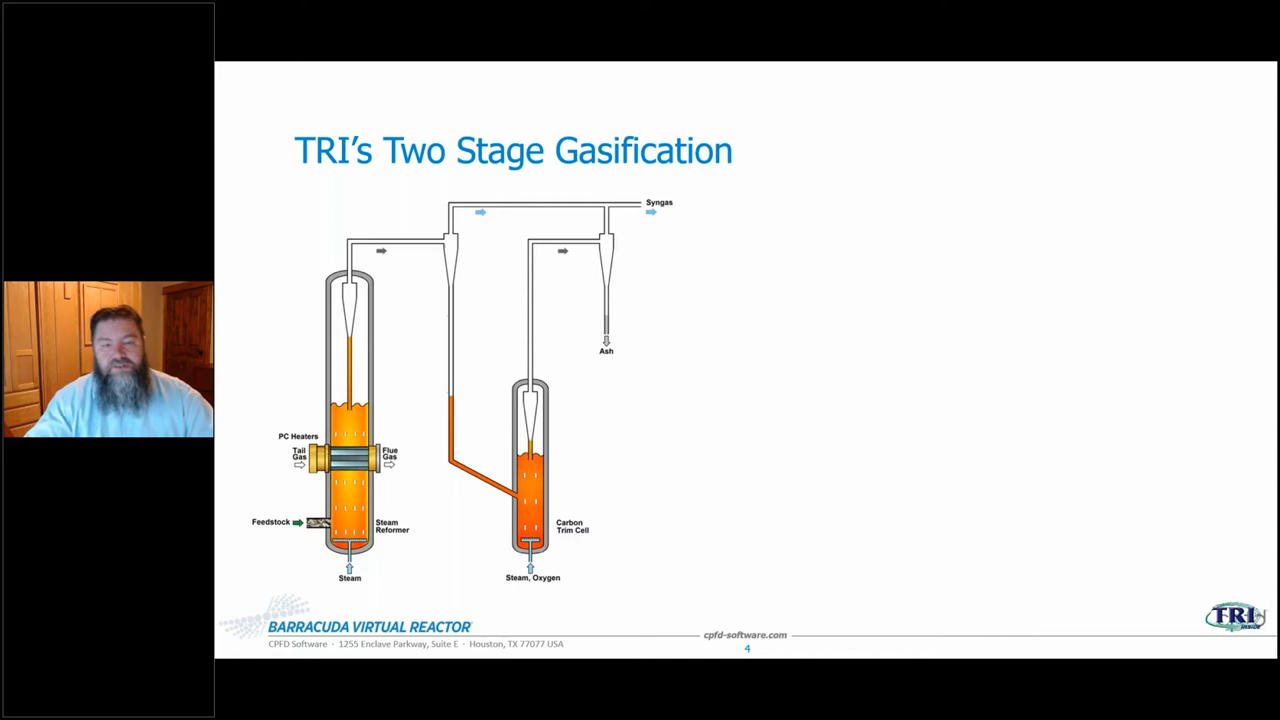 TRI's Two Stage Gasification
Syngas
Ash
PC Heaters
Tail
Gas
Flue
Gas
Feedstock
Steam
Reformer
Carbon
Trim Cell
Steam
Steam, Oxygen
BARRACUDA VIRTUAL REACTOR
CPFD Software · 1255 Enclave Parkway, Suite E · Houston, TX 77077 USA
cpfd-software.com
4
TRI
INSIDE